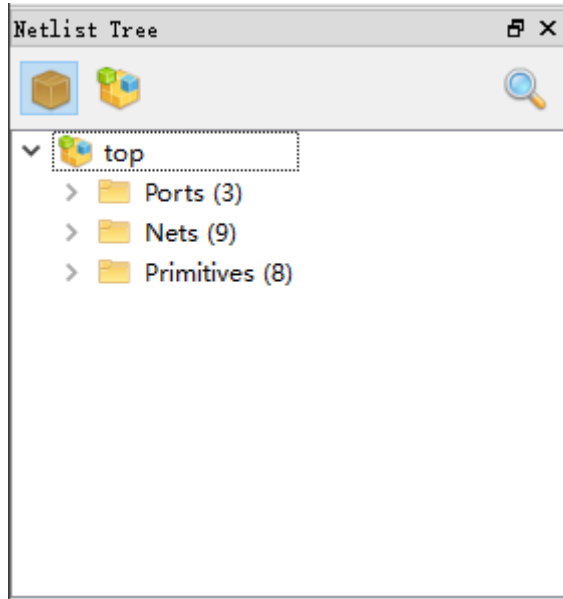 Netlist Tree
top
Ports (3)
Nets (9)
Primitives (8)